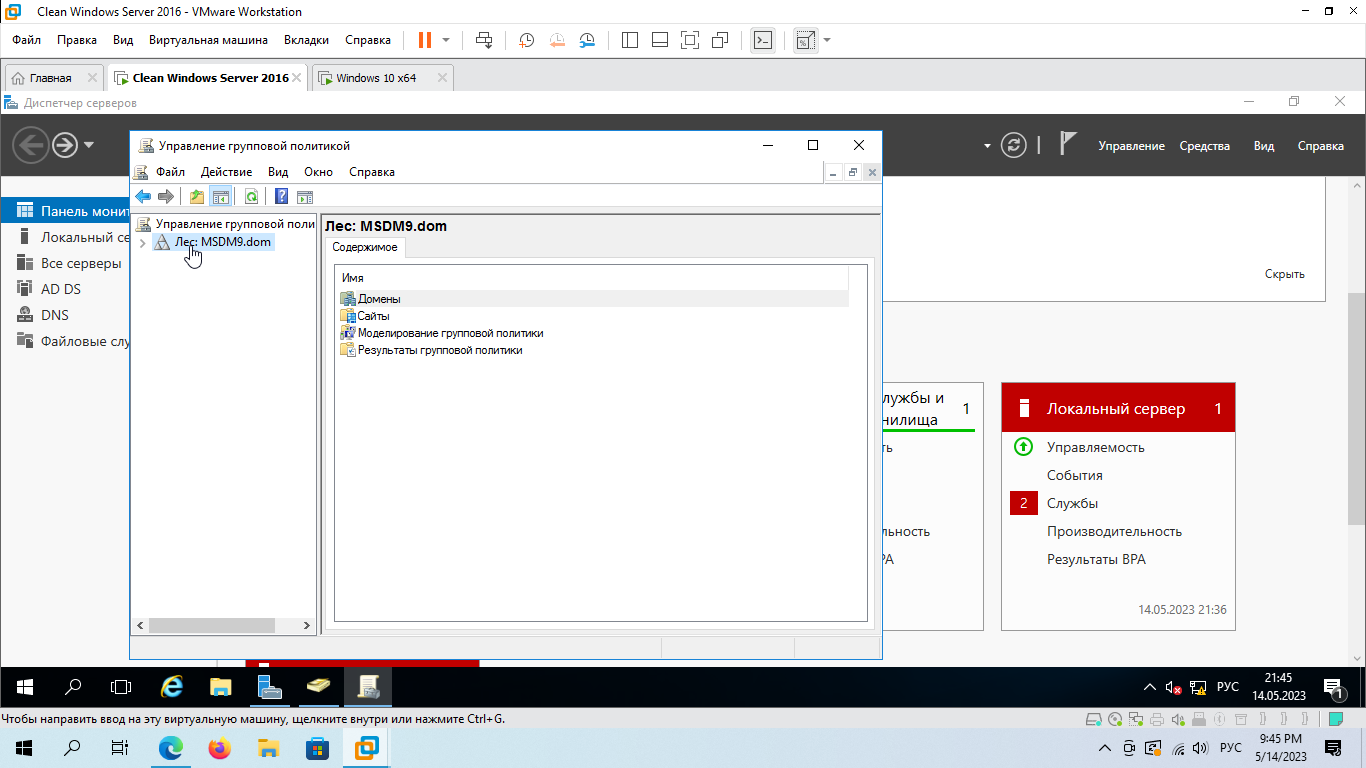 Clean Windows Server 2016 - VMware Workstation
Файл Правка Вид Виртуальная машина Вкладки Справка
Главная Clean Windows Server 2016 Windows 10 x64
Диспетчер серверов
Управление Средства Вид Справка
Управление групповой политикой
Файл Действие Вид Окно Справка
Панель монит
Локальный се
Все серверы
AD DS
DNS
Файловые слу
Управление групповой поли
Лес: MSDM9.dom
Лес: MSDM9.dom
Содержимое
Имя
Домены
Сайты
Моделирование групповой политики
Результаты групповой политики
Скрыть
лужбы и
нилища
1
ть
льность
PA
Локальный сервер 1
Управляемость
События
2 Службы
Производительность
Результаты BPA
14.05.2023 21:36
РУС
21:45
14.05.2023
1
Чтобы направить ввод на эту виртуальную машину, щелкните внутри или нажмите Ctrl+G.
РУС
9:45 PM
5/14/2023